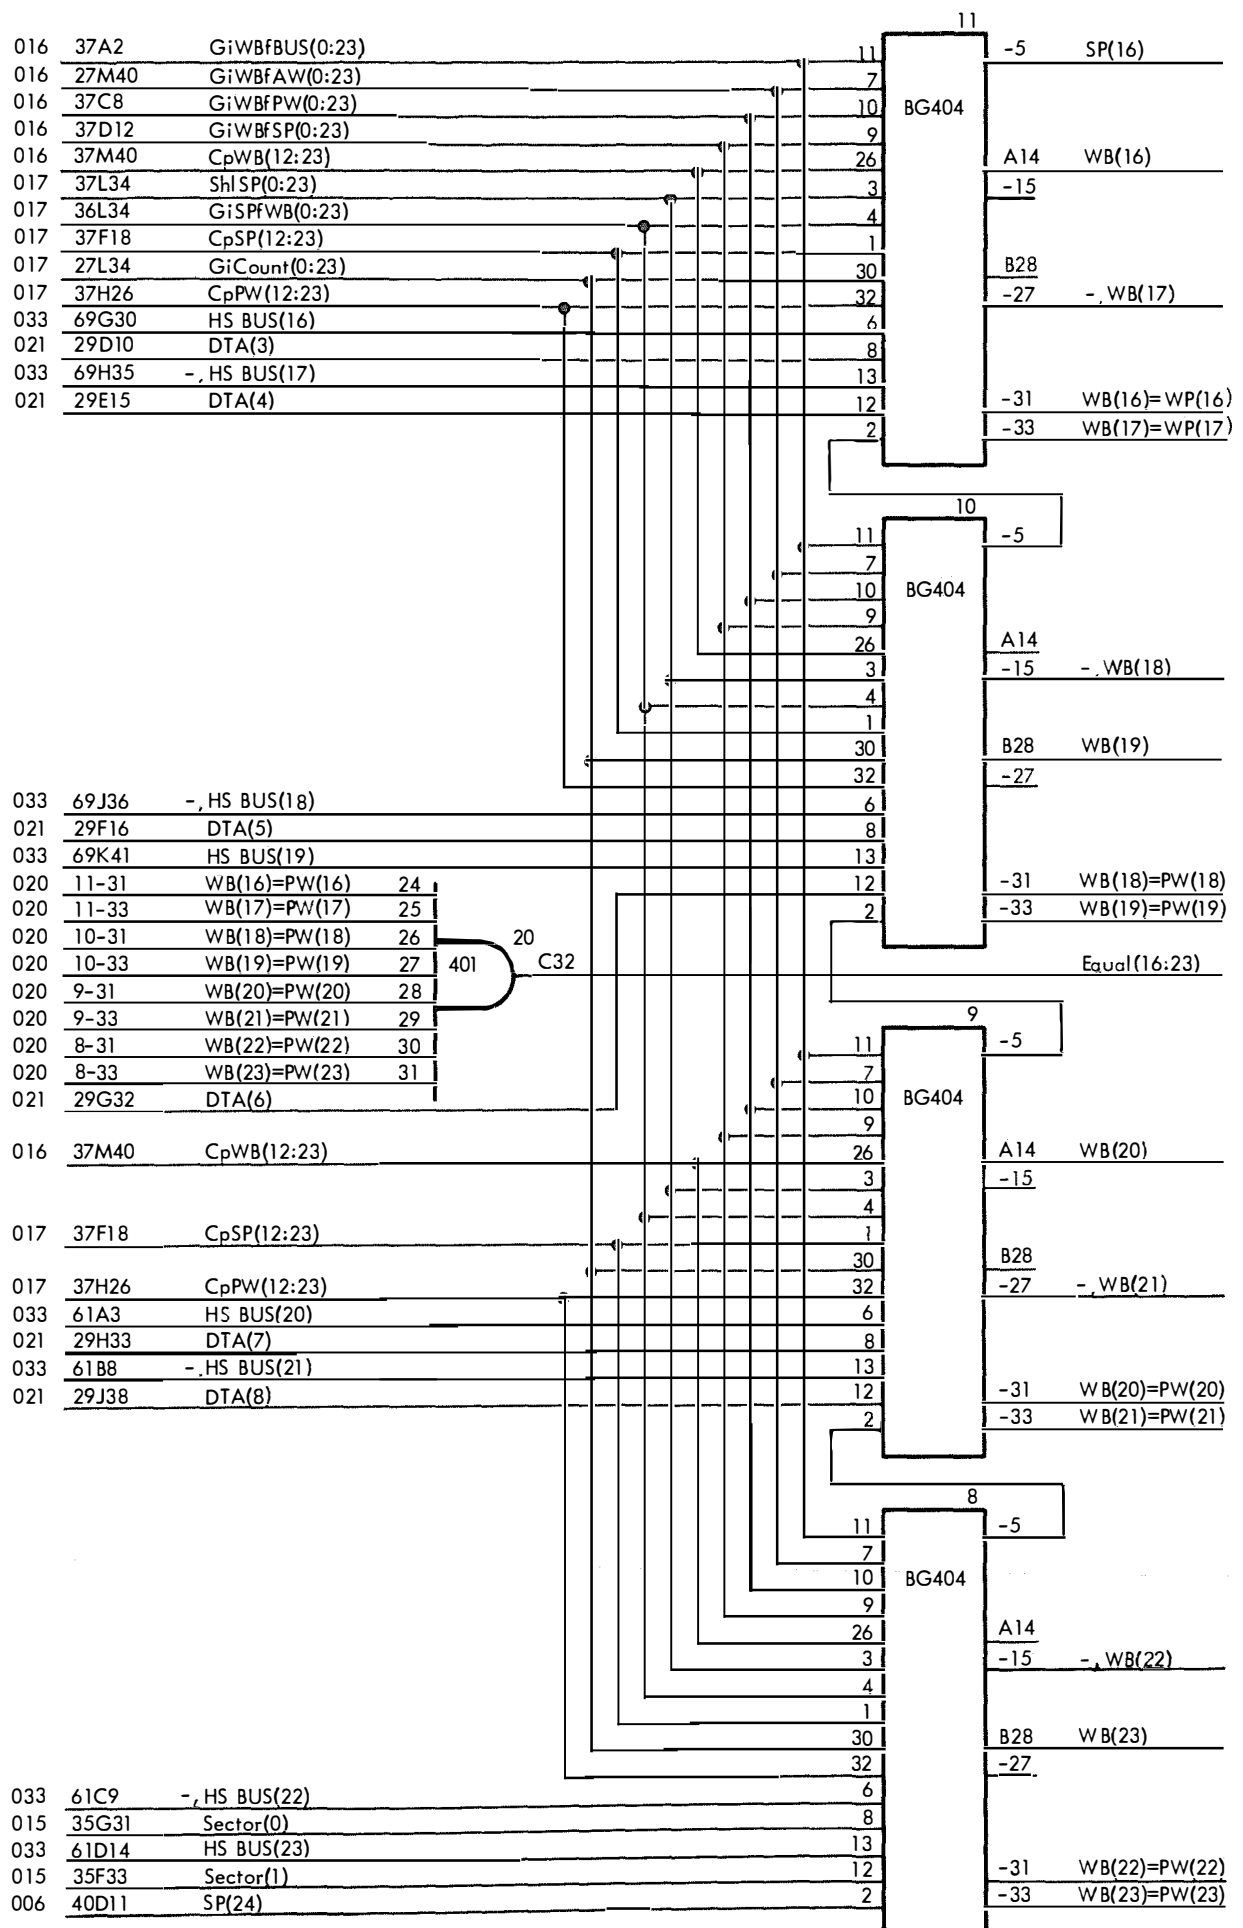 11
016 37A2 GiWBfBUS(0:23) 11 -5 SP(16)
016 27M40 GiWBfAW(0:23) 7
016 37C8 GiWBfPW(0:23) 10 BG404
016 37D12 GiWBfSP(0:23) 9
016 37M40 CpWB(12:23) 26 A14 WB(16)
017 37L34 ShlSP(0:23) 3 -15
017 36L34 GiSPfWB(0:23) 4
017 37F18 CpSP(12:23) 1
017 27L34 GiCount(0:23) 30 B28
017 37H26 CpPW(12:23) 32 -27 -,WB(17)
033 69G30 HS BUS(16) 6
021 29D10 DTA(3) 8
033 69H35 -,HS BUS(17) 13
021 29E15 DTA(4) 12 -31 WB(16)=WP(16)
2 -33 WB(17)=WP(17)
10
11 -5
7
10 BG404
9
26 A14
3 -15 -,WB(18)
4
1
30 B28 WB(19)
32 -27
033 69J36 -,HS BUS(18) 6
021 29F16 DTA(5) 8
033 69K41 HS BUS(19) 13
020 11-31 WB(16)=PW(16) 24 12 -31 WB(18)=PW(18)
020 11-33 WB(17)=PW(17) 25 2 -33 WB(19)=PW(19)
020 10-31 WB(18)=PW(18) 26 20
020 10-33 WB(19)=PW(19) 27 401 C32 Equal(16:23)
020 9-31 WB(20)=PW(20) 28
020 9-33 WB(21)=PW(21) 29 9
020 8-31 WB(22)=PW(22) 30 11 -5
020 8-33 WB(23)=PW(23) 31 7
021 29G32 DTA(6) 10 BG404
9
016 37M40 CpWB(12:23) 26 A14 WB(20)
3 -15
4
017 37F18 CpSP(12:23) 1
30 B28
017 37H26 CpPW(12:23) 32 -27 -,WB(21)
033 61A3 HS BUS(20) 6
021 29H33 DTA(7) 8
033 61B8 -,HS BUS(21) 13
021 29J38 DTA(8) 12 -31 WB(20)=PW(20)
2 -33 WB(21)=PW(21)
8
11 -5
7
10 BG404
9
26 A14
3 -15 -,WB(22)
4
1
30 B28 WB(23)
32 -27
033 61C9 -,HS BUS(22) 6
015 35G31 Sector(0) 8
033 61D14 HS BUS(23) 13
015 35F33 Sector(1) 12 -31 WB(22)=PW(22)
006 40D11 SP(24) 2 -33 WB(23)=PW(23)